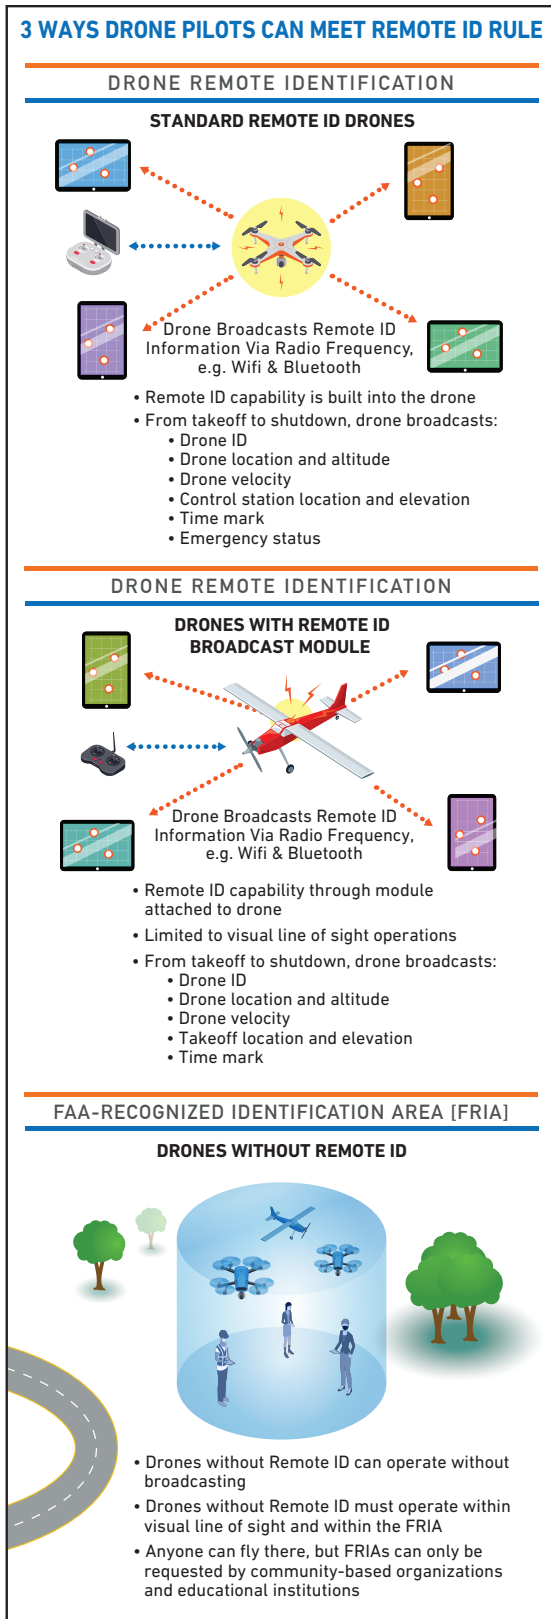 3 WAYS DRONE PILOTS CAN MEET REMOTE ID RULE
DRONE REMOTE IDENTIFICATION
STANDARD REMOTE ID DRONES
Drone Broadcasts Remote ID
Information Via Radio Frequency,
e.g. Wifi & Bluetooth
• Remote ID capability is built into the drone
• From takeoff to shutdown, drone broadcasts:
• Drone ID
• Drone location and altitude
• Drone velocity
• Control station location and elevation
• Time mark
• Emergency status
DRONE REMOTE IDENTIFICATION
DRONES WITH REMOTE ID
BROADCAST MODULE
Drone Broadcasts Remote ID
Information Via Radio Frequency,
e.g. Wifi & Bluetooth
• Remote ID capability through module
attached to drone
• Limited to visual line of sight operations
• From takeoff to shutdown, drone broadcasts:
• Drone ID
• Drone location and altitude
• Drone velocity
• Takeoff location and elevation
• Time mark
FAA-RECOGNIZED IDENTIFICATION AREA [FRIA]
DRONES WITHOUT REMOTE ID
• Drones without Remote ID can operate without
broadcasting
• Drones without Remote ID must operate within
visual line of sight and within the FRIA
• Anyone can fly there, but FRIAs can only be
requested by community-based organizations
and educational institutions